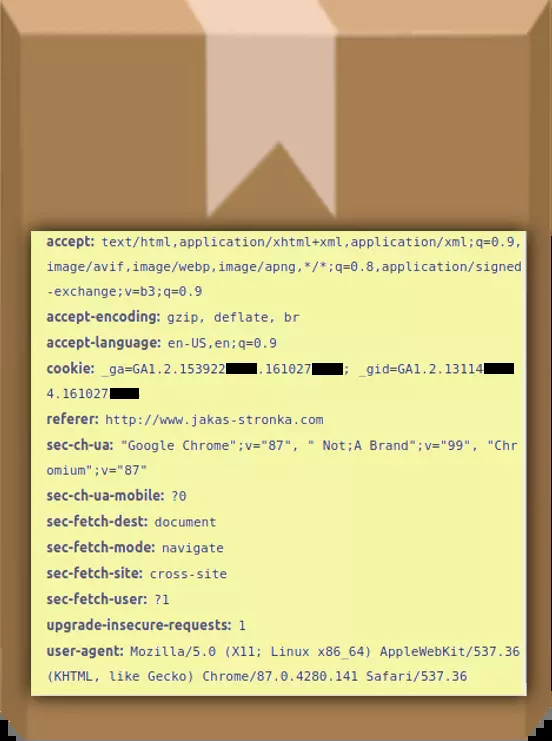 accept: text/html,application/xhtml+xml,application/xml;q=0.9,
image/avif,image/webp,image/apng,*/*;q=0.8,application/signed
-exchange;v=b3;q=0.9
accept-encoding: gzip, deflate, br
accept-language: en-US,en;q=0.9
cookie: _ga=GA1.2.153922.161027; _gid=GA1.2.13114
4.161027
referer: http://www.jakas-stronka.com
sec-ch-ua: "Google Chrome";v="87", " Not;A Brand";v="99", "Chr
omium";v="87"
sec-ch-ua-mobile: ?0
sec-fetch-dest: document
sec-fetch-mode: navigate
sec-fetch-site: cross-site
sec-fetch-user: ?1
upgrade-insecure-requests: 1
user-agent: Mozilla/5.0 (X11; Linux x86_64) AppleWebKit/537.36
(KHTML, like Gecko) Chrome/87.0.4280.141 Safari/537.36